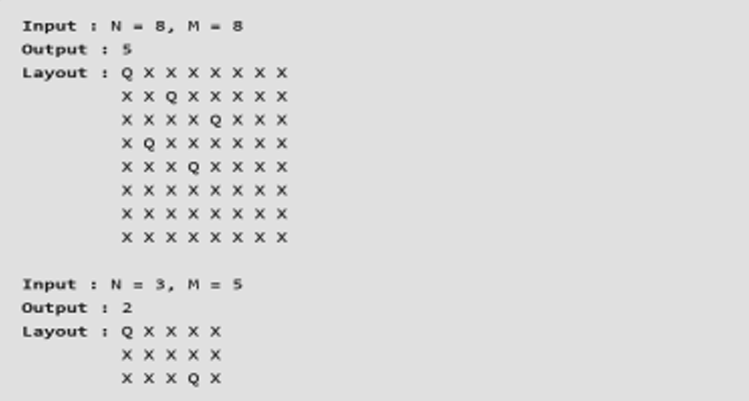 Input : N = 8, M = 8
Output : 5
Layout : Q X X X X X X X
X X Q X X X X X
X X X X Q X X X
X Q X X X X X X
X X X Q X X X X
X X X X X X X X
X X X X X X X X
X X X X X X X X
Input : N = 3, M = 5
Output : 2
Layout : Q X X X X
X X X X X
X X X Q X